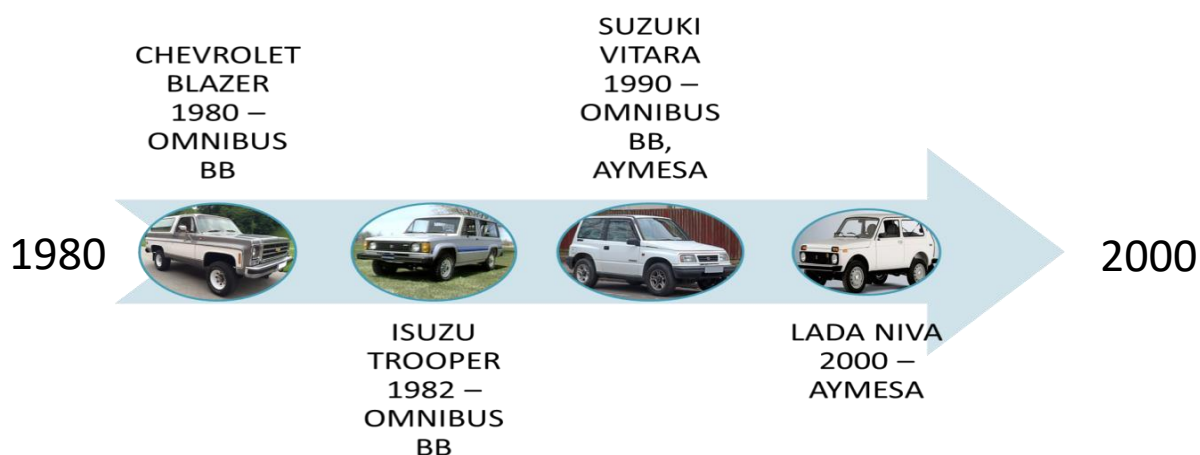 1980
CHEVROLET
BLAZER
1980 –
OMNIBUS
BB
ISUZU
TROOPER
1982 –
OMNIBUS
BB
SUZUKI
VITARA
1990 –
OMNIBUS
BB,
AYMESA
LADA NIVA
2000 –
AYMESA
2000